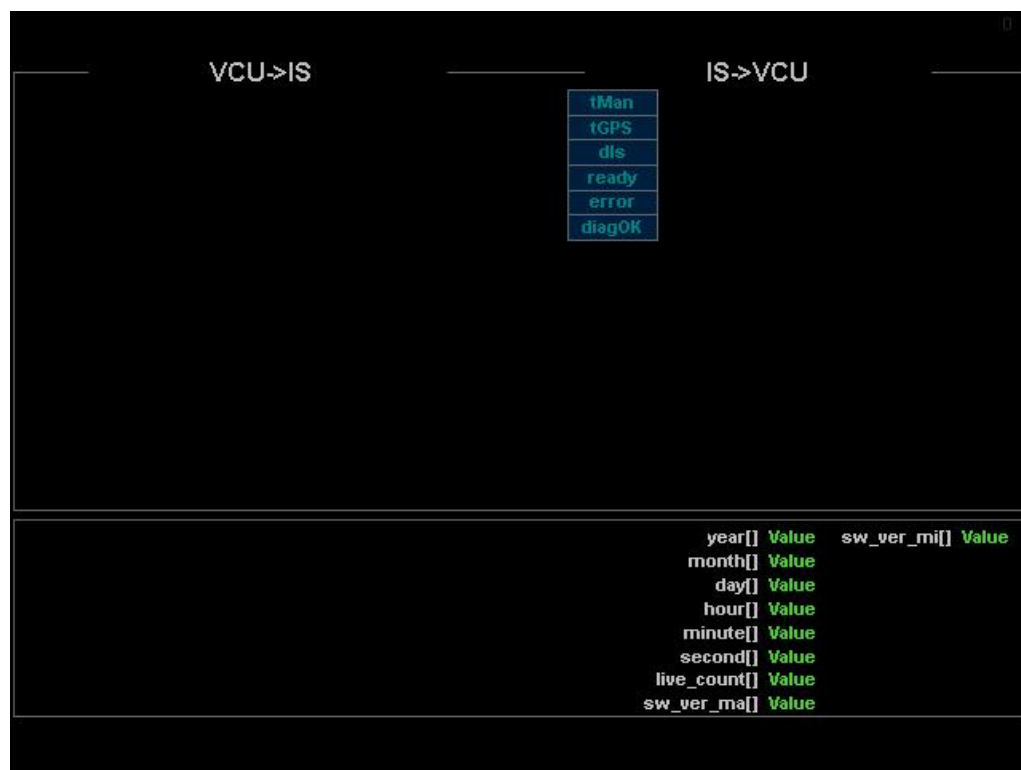 VCU->IS IS->VCU
tMan
tGPS
dls
ready
error
diagOK
year[] Value sw_ver_mi[] Value
month[] Value
day[] Value
hour[] Value
minute[] Value
second[] Value
live_count[] Value
sw_ver_ma[] Value